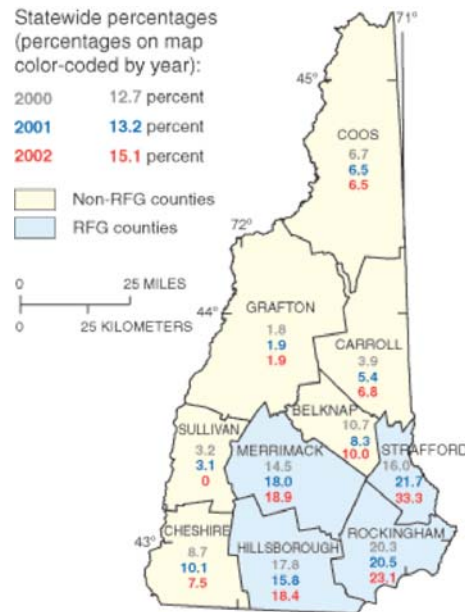 Statewide percentages
(percentages on map
color-coded by year):
2000 12.7 percent
2001 13.2 percent
2002 15.1 percent
Non-RFG counties
RFG counties
0 25 MILES
0 25 KILOMETERS
71°
45°
COOS
6.7
6.5
6.5
72°
44°
GRAFTON
1.8
1.9
1.9
CARROLL
3.9
5.4
6.8
BELKNAP
10.7
8.3
10.0
SULLIVAN
3.2
3.1
0
MERRIMACK
14.5
18.0
18.9
STRAFFORD
16.0
21.7
33.3
43°
CHESHIRE
8.7
10.1
7.5
HILLSBOROUGH
17.8
15.8
18.4
ROCKINGHAM
20.3
20.5
23.1